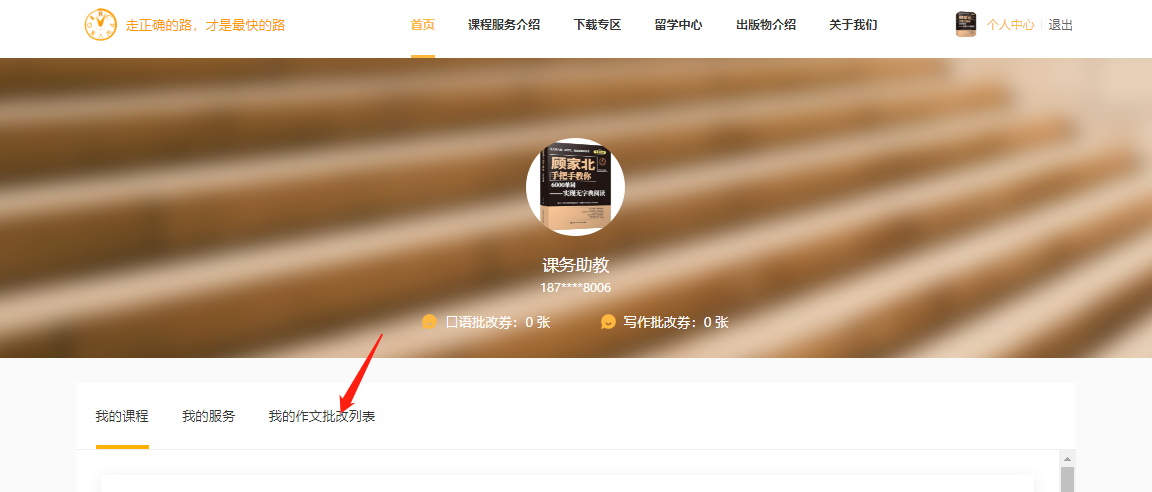 走正确的路，才是最快的路
首页 课程服务介绍 下载专区 留学中心 出版物介绍 关于我们
个人中心 退出
顾家北
手把手教你
6000单词
——实现无字典阅读
课务助教
187****8006
口语批改券：0 张 写作批改券：0 张
我的课程 我的服务 我的作文批改列表